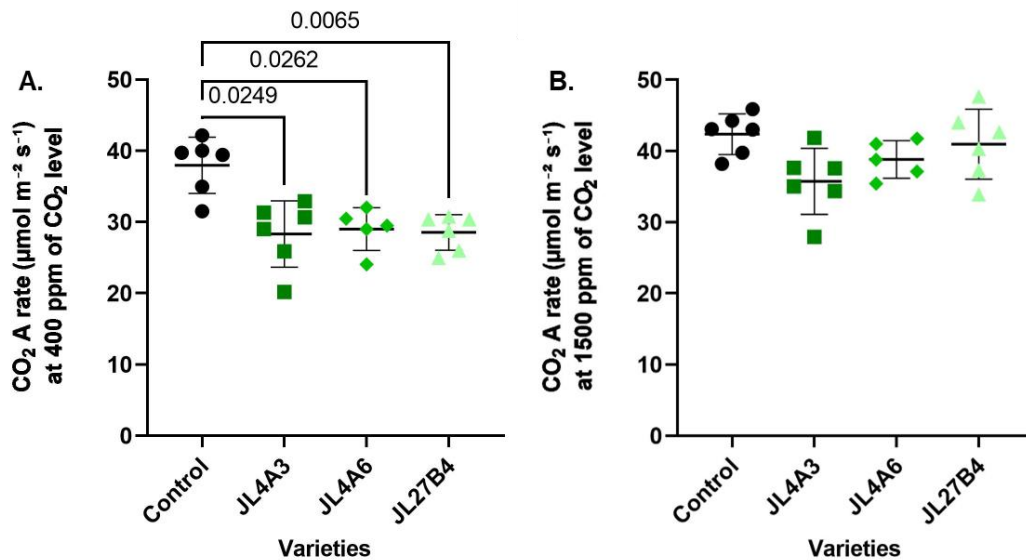 0.0065
0.0262
0.0249
A.
CO₂ A rate (µmol m⁻² s⁻¹)
at 400 ppm of CO₂ level
50
40
30
20
10
0
Control
JL4A3
JL4A6
JL27B4
Varieties
B.
CO₂ A rate (µmol m⁻² s⁻¹)
at 1500 ppm of CO₂ level
50
40
30
20
10
0
Control
JL4A3
JL4A6
JL27B4
Varieties